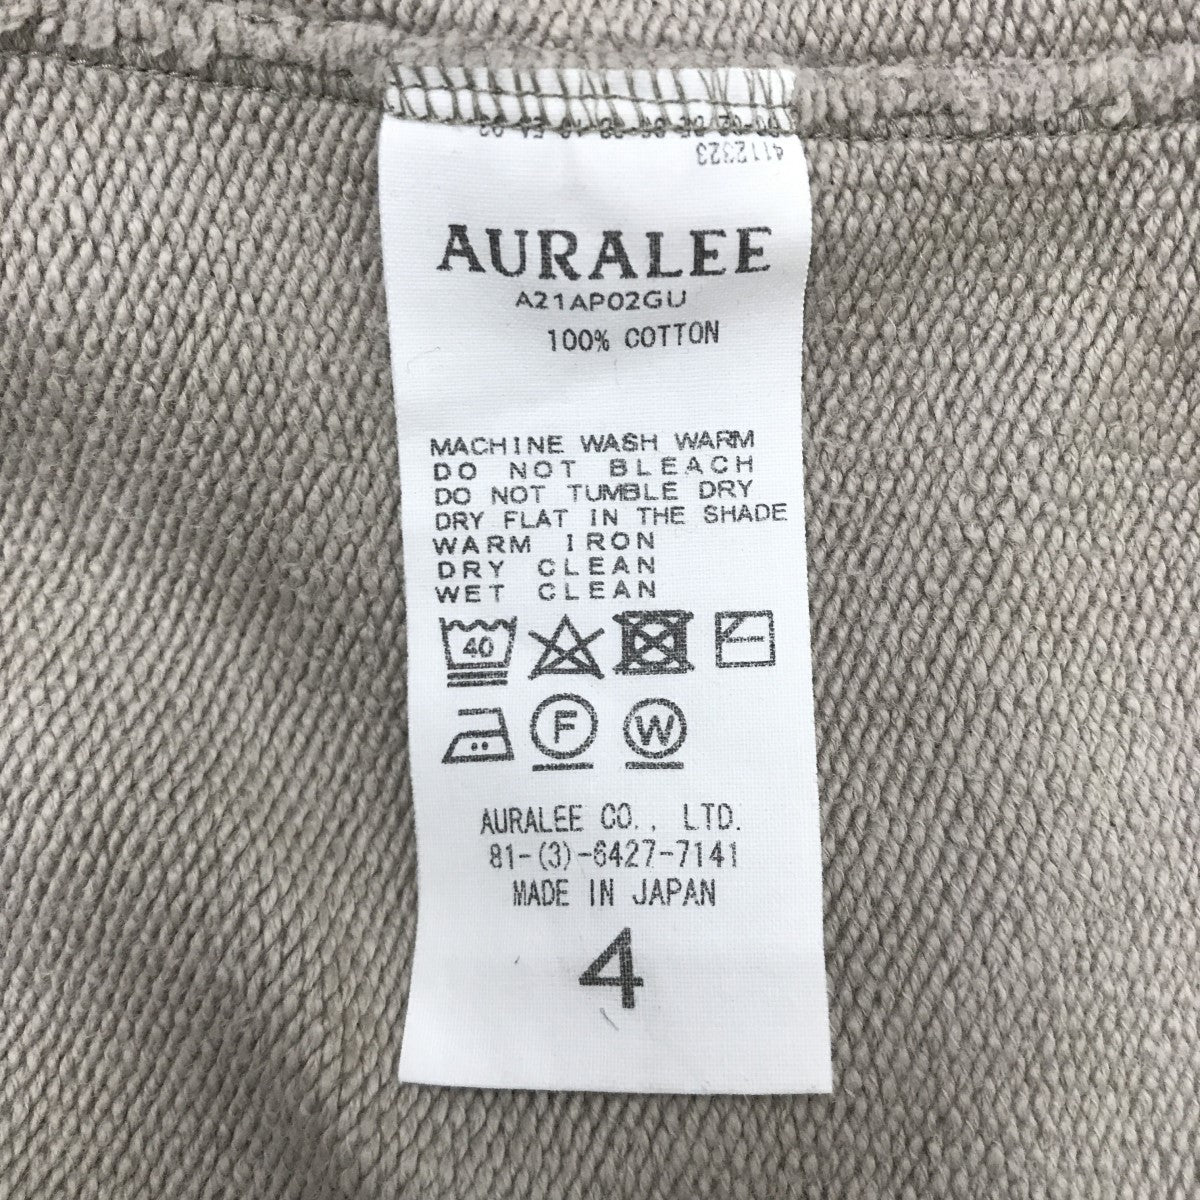 4112323
AURALEE
A21AP02GU
100% COTTON
MACHINE WASH WARM
DO NOT BLEACH
DO NOT TUMBLE DRY
DRY FLAT IN THE SHADE
WARM IRON
DRY CLEAN
WET CLEAN
40
F W
AURALEE CO., LTD.
81-(3)-6427-7141
MADE IN JAPAN
4